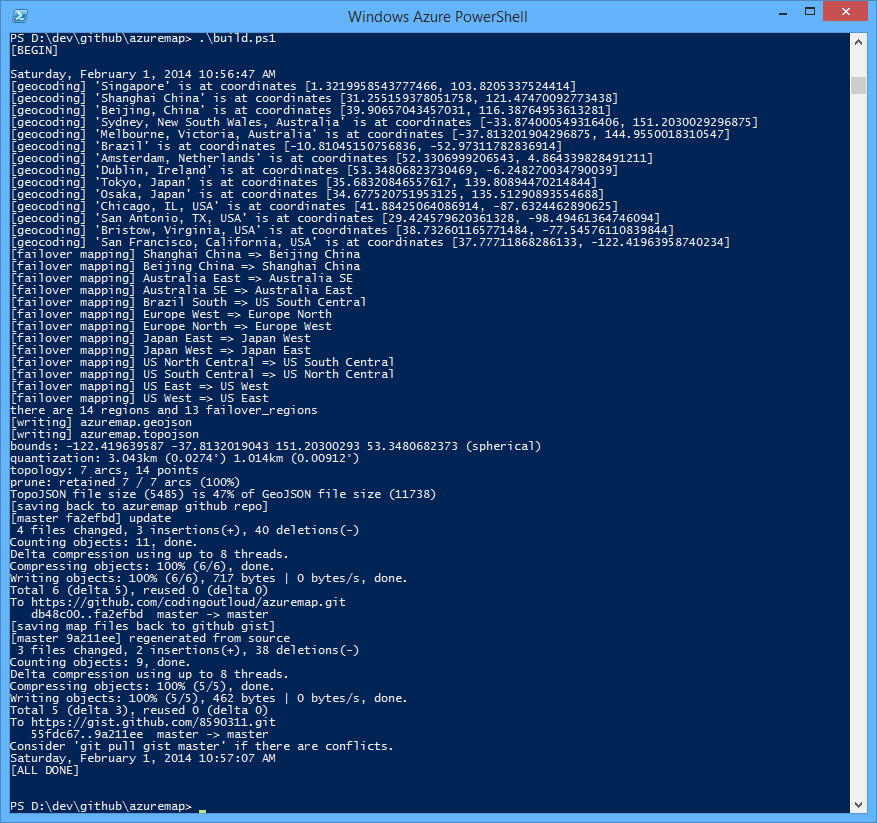 Windows Azure PowerShell
PS D:\dev\github\azuremap> .\build.ps1
[BEGIN]
Saturday, February 1, 2014 10:56:47 AM
[geocoding] 'Singapore' is at coordinates [1.3219958543777466, 103.8205337524414]
[geocoding] 'Shanghai China' is at coordinates [31.255159378051758, 121.47470092773438]
[geocoding] 'Beijing, China' is at coordinates [39.90657043457031, 116.38764953613281]
[geocoding] 'Sydney, New South Wales, Australia' is at coordinates [-33.874000549316406, 151.2030029296875]
[geocoding] 'Melbourne, Victoria, Australia' is at coordinates [-37.813201904296875, 144.9550018310547]
[geocoding] 'Brazil' is at coordinates [-10.81045150756836, -52.97311782836914]
[geocoding] 'Amsterdam, Netherlands' is at coordinates [52.3306999206543, 4.864339828491211]
[geocoding] 'Dublin, Ireland' is at coordinates [53.34806823730469, -6.248270034790039]
[geocoding] 'Tokyo, Japan' is at coordinates [35.68320846557617, 139.80894470214844]
[geocoding] 'Osaka, Japan' is at coordinates [34.677520751953125, 135.51290893554688]
[geocoding] 'Chicago, IL, USA' is at coordinates [41.88425064086914, -87.6324462890625]
[geocoding] 'San Antonio, TX, USA' is at coordinates [29.424579620361328, -98.49461364746094]
[geocoding] 'Bristow, Virginia, USA' is at coordinates [38.732601165771484, -77.54576110839844]
[geocoding] 'San Francisco, California, USA' is at coordinates [37.77711868286133, -122.41963958740234]
[failover mapping] Shanghai China => Beijing China
[failover mapping] Beijing China => Shanghai China
[failover mapping] Australia East => Australia SE
[failover mapping] Australia SE => Australia East
[failover mapping] Brazil South => US South Central
[failover mapping] Europe West => Europe North
[failover mapping] Europe North => Europe West
[failover mapping] Japan East => Japan West
[failover mapping] Japan West => Japan East
[failover mapping] US North Central => US South Central
[failover mapping] US South Central => US North Central
[failover mapping] US East => US West
[failover mapping] US West => US East
there are 14 regions and 13 failover_regions
[writing] azuremap.geojson
[writing] azuremap.topojson
bounds: -122.419639587 -37.8132019043 151.20300293 53.3480682373 (spherical)
quantization: 3.043km (0.0274°) 1.014km (0.00912°)
topology: 7 arcs, 14 points
prune: retained 7 / 7 arcs (100%)
TopoJSON file size (5485) is 47% of GeoJSON file size (11738)
[saving back to azuremap github repo]
[master fa2efbd] update
 4 files changed, 3 insertions(+), 40 deletions(-)
Counting objects: 11, done.
Delta compression using up to 8 threads.
Compressing objects: 100% (6/6), done.
Writing objects: 100% (6/6), 717 bytes | 0 bytes/s, done.
Total 6 (delta 5), reused 0 (delta 0)
To https://github.com/codingoutloud/azuremap.git
   db48c00..fa2efbd  master -> master
[saving map files back to github gist]
[master 9a211ee] regenerated from source
 3 files changed, 2 insertions(+), 38 deletions(-)
Counting objects: 9, done.
Delta compression using up to 8 threads.
Compressing objects: 100% (5/5), done.
Writing objects: 100% (5/5), 462 bytes | 0 bytes/s, done.
Total 5 (delta 3), reused 0 (delta 0)
To https://gist.github.com/8590311.git
   55fdc67..9a211ee  master -> master
Consider 'git pull gist master' if there are conflicts.
Saturday, February 1, 2014 10:57:07 AM
[ALL DONE]
PS D:\dev\github\azuremap> _